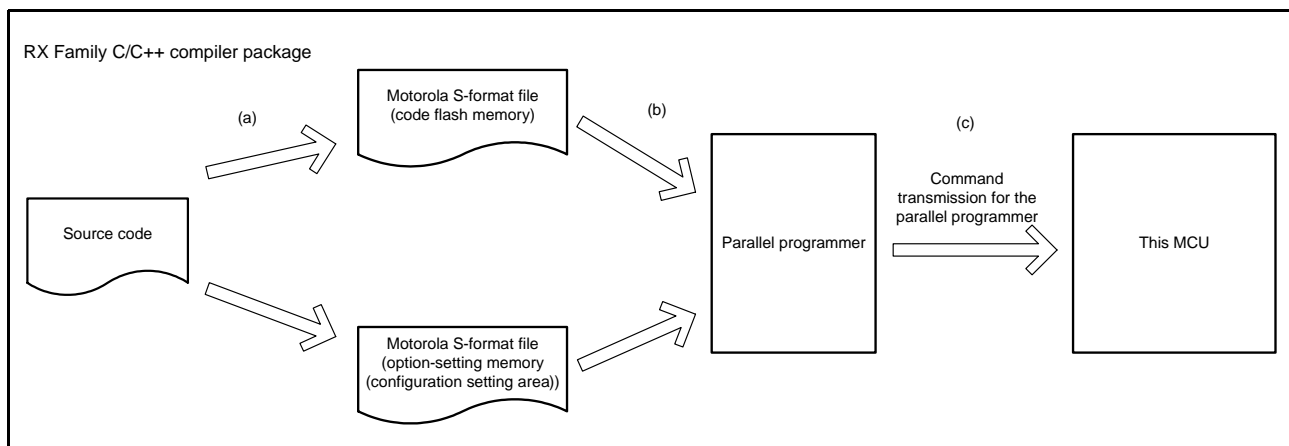 RX Family C/C++ compiler package
(a)
Motorola S-format file
(code flash memory)
(b)
(c)
Source code
Parallel programmer
Command
transmission for the
parallel programmer
This MCU
Motorola S-format file
(option-setting memory
(configuration setting area))